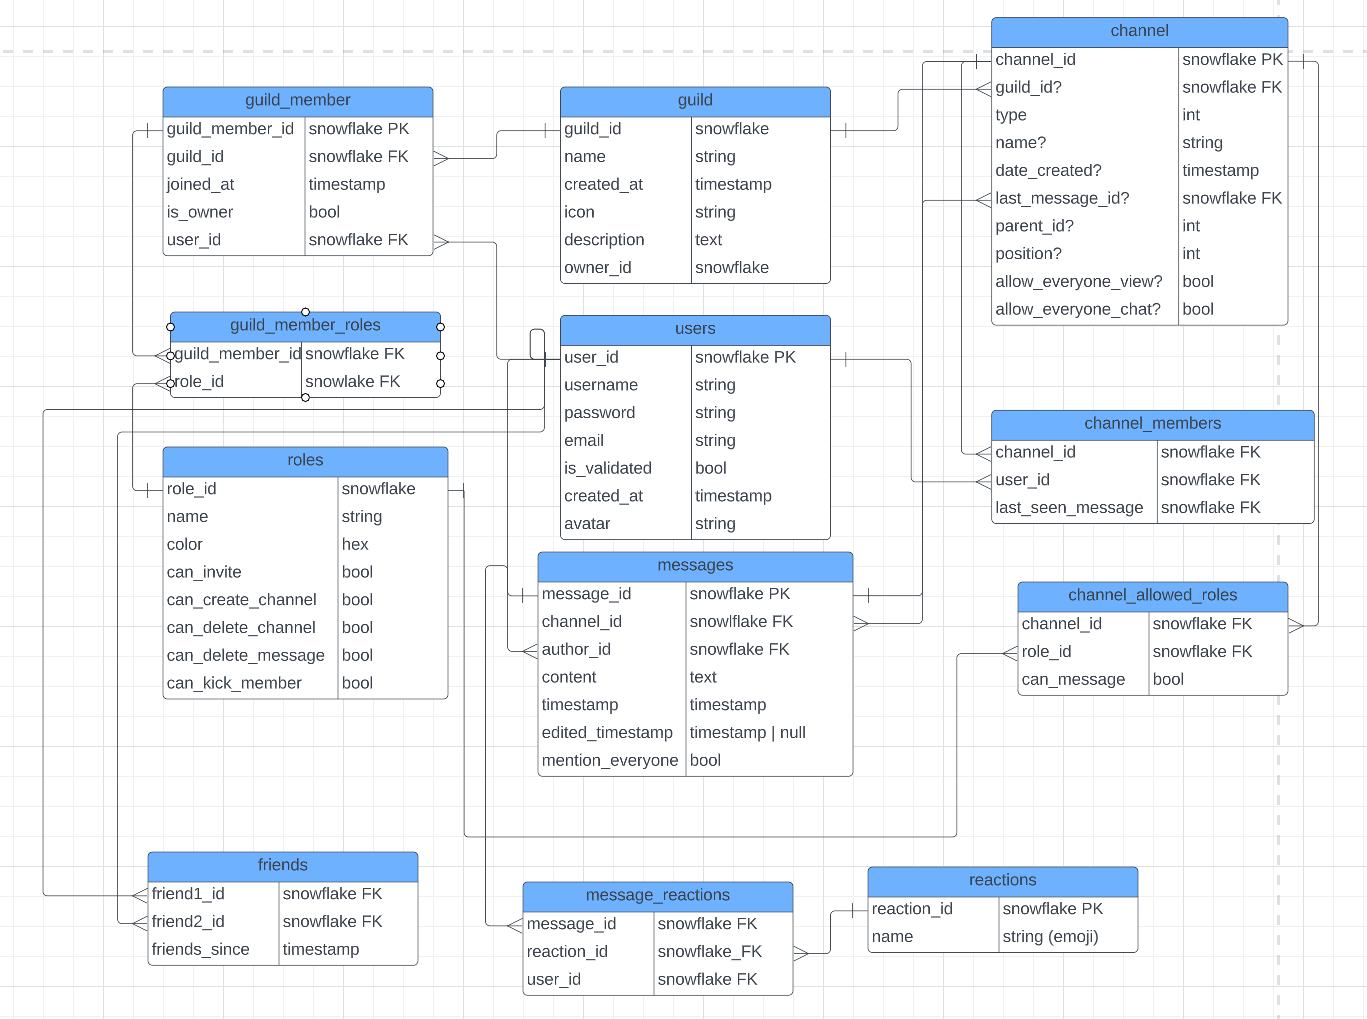 channel
channel_id snowflake PK
guild_id? snowflake FK
type int
name? string
date_created? timestamp
last_message_id? snowflake FK
parent_id? int
position? int
allow_everyone_view? bool
allow_everyone_chat? bool
guild_member
guild_member_id snowflake PK
guild_id snowflake FK
joined_at timestamp
is_owner bool
user_id snowflake FK
guild
guild_id snowflake
name string
created_at timestamp
icon string
description text
owner_id snowflake
guild_member_roles
guild_member_id snowflake FK
role_id snowlake FK
users
user_id snowflake PK
username string
password string
email string
is_validated bool
created_at timestamp
avatar string
channel_members
channel_id snowflake FK
user_id snowflake FK
last_seen_message snowflake FK
roles
role_id snowflake
name string
color hex
can_invite bool
can_create_channel bool
can_delete_channel bool
can_delete_message bool
can_kick_member bool
messages
message_id snowflake PK
channel_id snowlfake FK
author_id snowflake FK
content text
timestamp timestamp
edited_timestamp timestamp | null
mention_everyone bool
channel_allowed_roles
channel_id snowflake FK
role_id snowflake FK
can_message bool
friends
friend1_id snowflake FK
friend2_id snowflake FK
friends_since timestamp
message_reactions
message_id snowflake FK
reaction_id snowflake_FK
user_id snowflake FK
reactions
reaction_id snowflake PK
name string (emoji)